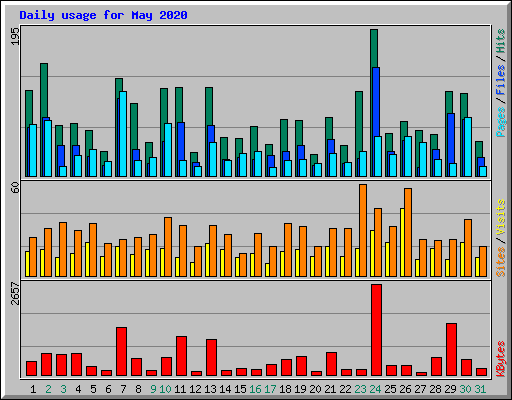 Daily usage for May 2020
195
Pages / Files / Hits
60
Sites / Visits
2657
KBytes
1 2 3 4 5 6 7 8 9 10 11 12 13 14 15 16 17 18 19 20 21 22 23 24 25 26 27 28 29 30 31